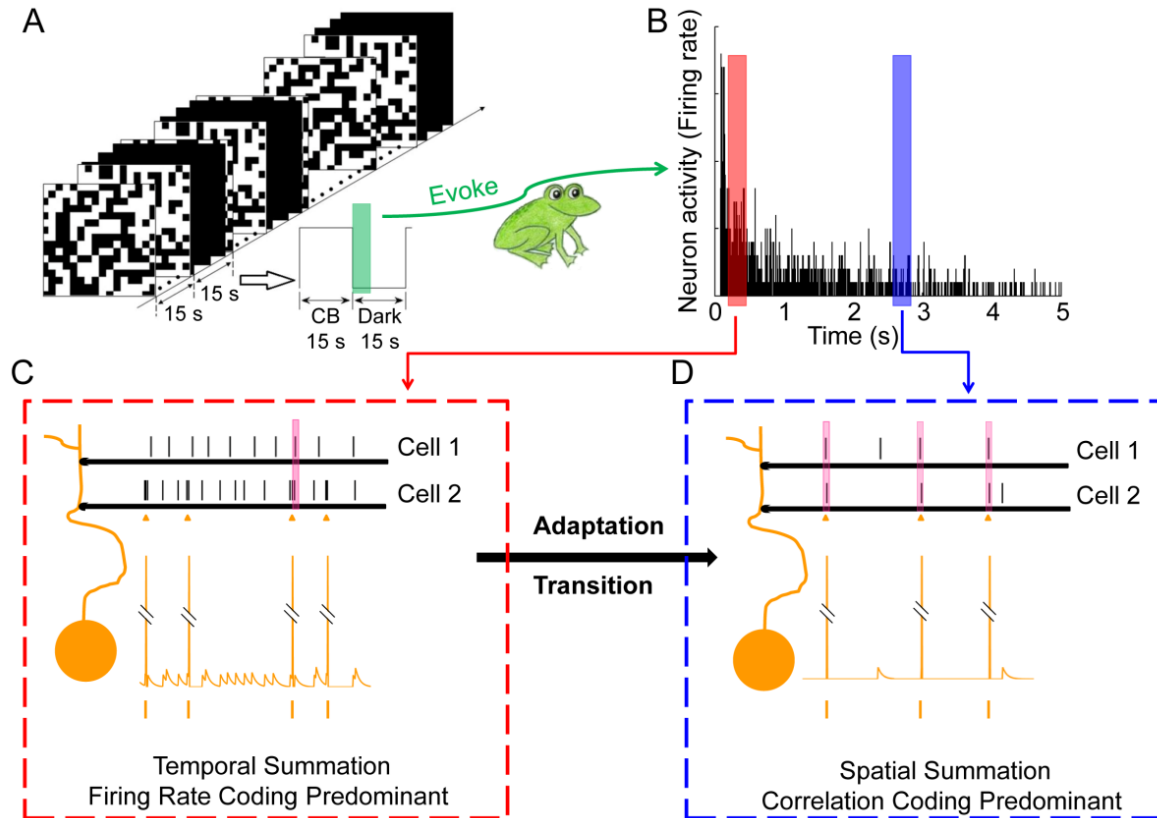 A
15 s
15 s
CB
15 s
Dark
15 s
Evoke
B
Neuron activity (Firing rate)
0
1
2
3
4
5
Time (s)
C
Cell 1
Cell 2
Temporal Summation
Firing Rate Coding Predominant
Adaptation
Transition
D
Cell 1
Cell 2
Spatial Summation
Correlation Coding Predominant